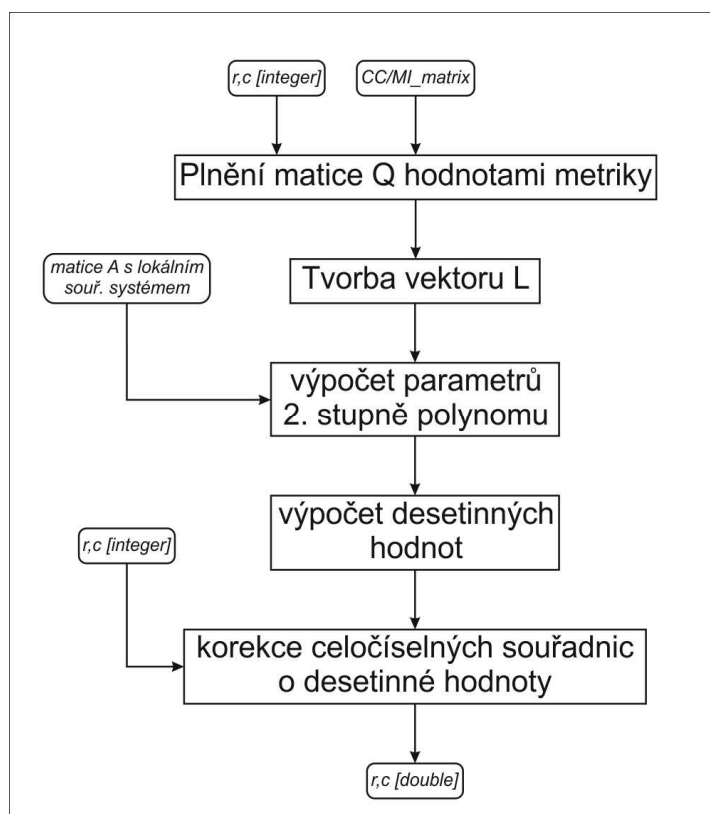 r,c [integer]
CC/MI_matrix
Plnění matice Q hodnotami metriky
matice A s lokálním
souř. systémem
Tvorba vektoru L
výpočet parametrů
2. stupně polynomu
výpočet desetinných
hodnot
r,c [integer]
korekce celočíselných souřadnic
o desetinné hodnoty
r,c [double]